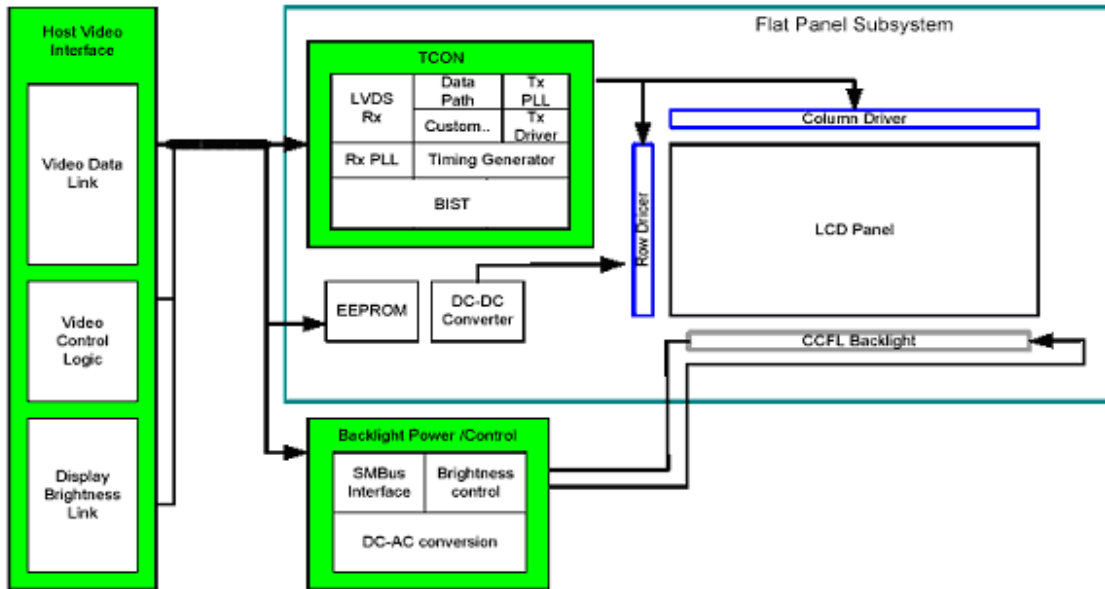 Host Video
Interface
Video Data
Link
Video
Control
Logic
Display
Brightness
Link
Flat Panel Subsystem
TCON
LVDS
Rx
Data
Path
Tx
PLL
Custom..
Tx
Driver
Rx PLL
Timing Generator
BIST
EEPROM
DC-DC
Converter
Column Driver
Row Dricer
LCD Panel
CCFL Backlight
Backlight Power /Control
SMBus
Interface
Brightness
control
DC-AC conversion